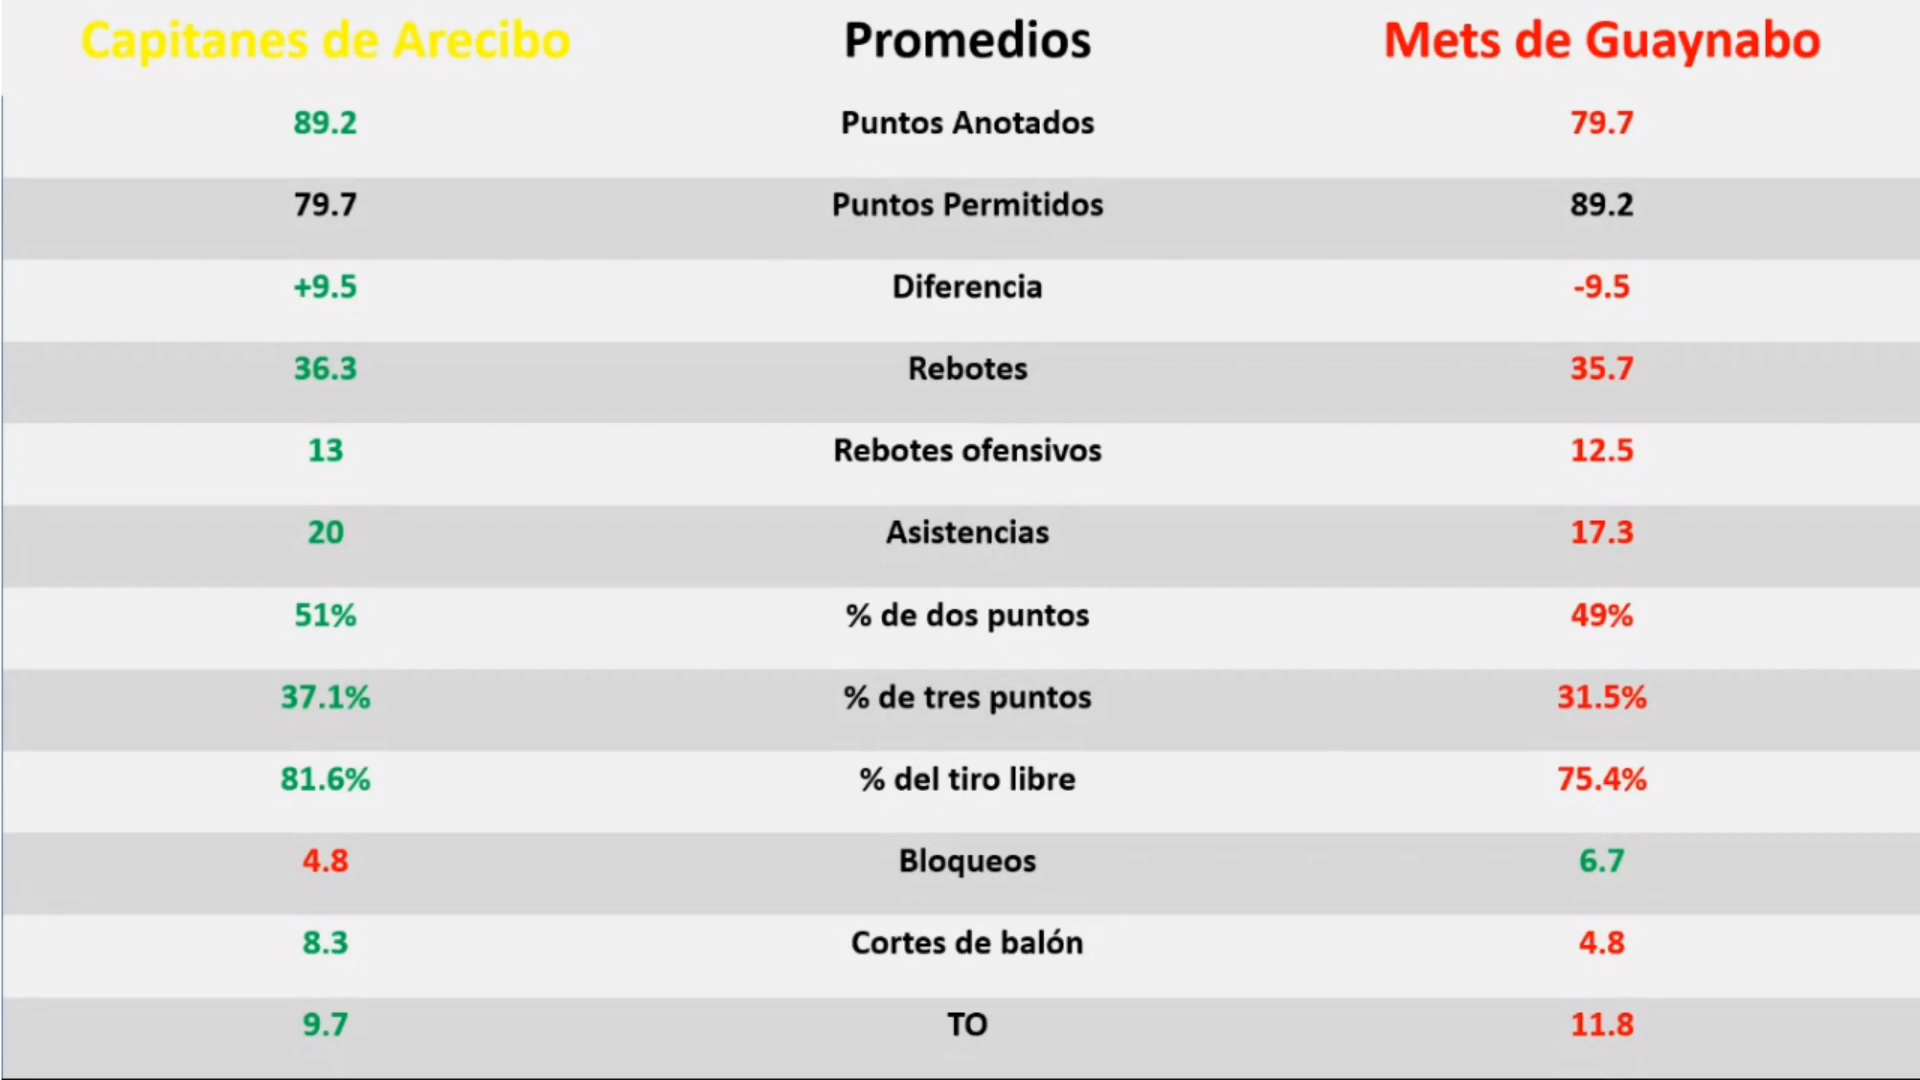 Capitanes de Arecibo Promedios Mets de Guaynabo
89.2 Puntos Anotados 79.7
79.7 Puntos Permitidos 89.2
+9.5 Diferencia -9.5
36.3 Rebotes 35.7
13 Rebotes ofensivos 12.5
20 Asistencias 17.3
51% % de dos puntos 49%
37.1% % de tres puntos 31.5%
81.6% % del tiro libre 75.4%
4.8 Bloqueos 6.7
8.3 Cortes de balón 4.8
9.7 TO 11.8